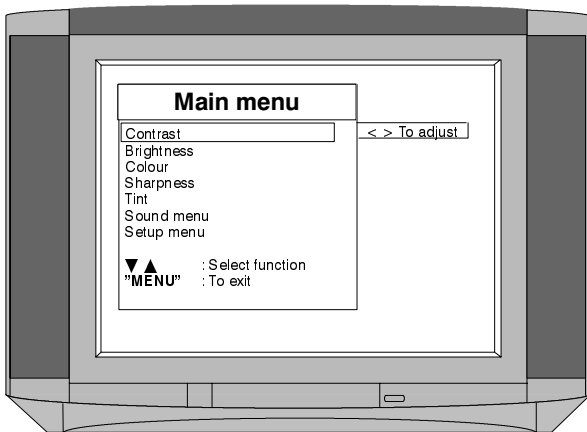 Main menu
Contrast
< > To adjust
Brightness
Colour
Sharpness
Tint
Sound menu
Setup menu
▼ ▲ : Select function
”MENU” : To exit